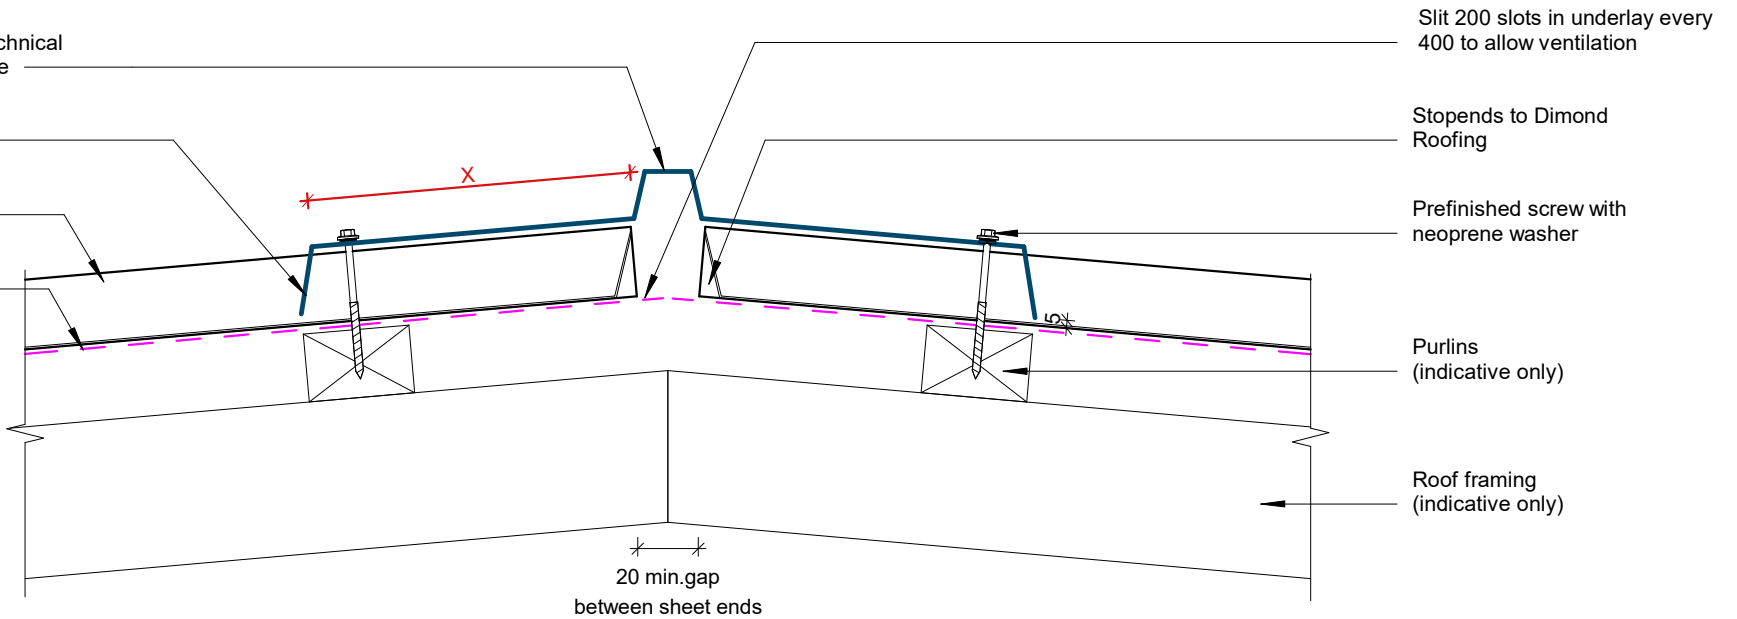 chnical
e
Slit 200 slots in underlay every
400 to allow ventilation
Stopends to Dimond
Roofing
X
Prefinished screw with
neoprene washer
5
Purlins
(indicative only)
Roof framing
(indicative only)
20 min.gap
between sheet ends